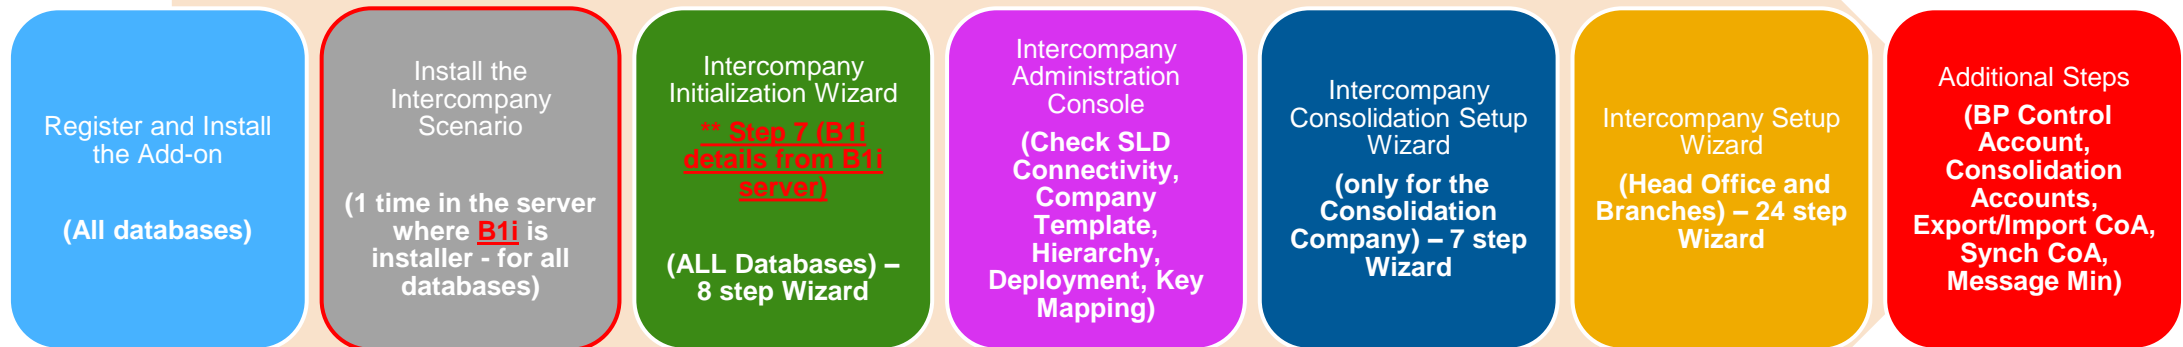 Register and Install
the Add-on
(All databases)
Install the
Intercompany
Scenario
(1 time in the server
where B1i is
installer - for all
databases)
Intercompany
Initialization Wizard
** Step 7 (B1i
details from B1i
server)
(ALL Databases) –
8 step Wizard
Intercompany
Administration
Console
(Check SLD
Connectivity,
Company
Template,
Hierarchy,
Deployment, Key
Mapping)
Intercompany
Consolidation Setup
Wizard
(only for the
Consolidation
Company) – 7 step
Wizard
Intercompany Setup
Wizard
(Head Office and
Branches) – 24 step
Wizard
Additional Steps
(BP Control
Account,
Consolidation
Accounts,
Export/Import CoA,
Synch CoA,
Message Min)